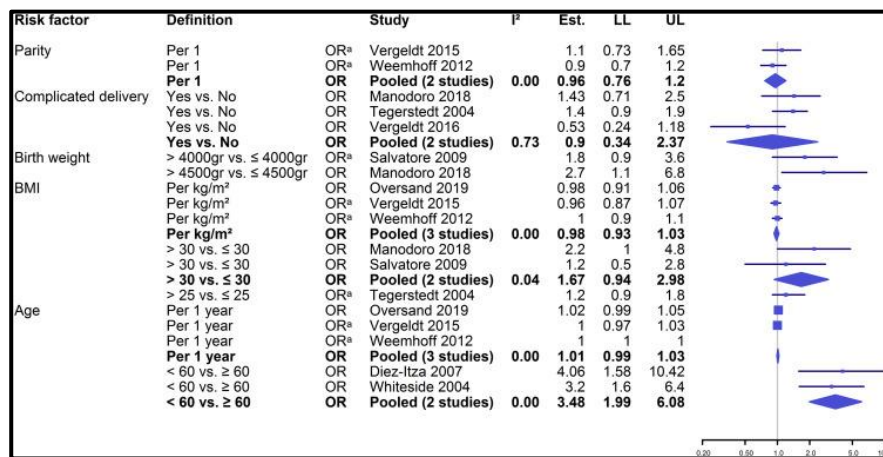 Risk factor Definition Study I² Est. LL UL
Parity Per 1 ORᵃ Vergeldt 2015 1.1 0.73 1.65
Per 1 ORᵃ Weemhoff 2012 0.9 0.7 1.2
Per 1 OR Pooled (2 studies) 0.00 0.96 0.76 1.2
Complicated delivery Yes vs. No OR Manodoro 2018 1.43 0.71 2.5
Yes vs. No OR Tegerstedt 2004 1.4 0.9 1.9
Yes vs. No OR Vergeldt 2016 0.53 0.24 1.18
Yes vs. No OR Pooled (2 studies) 0.73 0.9 0.34 2.37
Birth weight > 4000gr vs. ≤ 4000gr ORᵃ Salvatore 2009 1.8 0.9 3.6
> 4500gr vs. ≤ 4500gr OR Manodoro 2018 2.7 1.1 6.8
BMI Per kg/m² OR Oversand 2019 0.98 0.91 1.06
Per kg/m² ORᵃ Vergeldt 2015 0.96 0.87 1.07
Per kg/m² ORᵃ Weemhoff 2012 1 0.9 1.1
Per kg/m² OR Pooled (3 studies) 0.00 0.98 0.93 1.03
> 30 vs. ≤ 30 OR Manodoro 2018 2.2 1 4.8
> 30 vs. ≤ 30 OR Salvatore 2009 1.2 0.5 2.8
> 30 vs. ≤ 30 OR Pooled (2 studies) 0.04 1.67 0.94 2.98
> 25 vs. ≤ 25 ORᵃ Tegerstedt 2004 1.2 0.9 1.8
Age Per 1 year OR Oversand 2019 1.02 0.99 1.05
Per 1 year ORᵃ Vergeldt 2015 1 0.97 1.03
Per 1 year ORᵃ Weemhoff 2012 1 1 1
Per 1 year OR Pooled (3 studies) 0.00 1.01 0.99 1.03
< 60 vs. ≥ 60 OR Diez-Itza 2007 4.06 1.58 10.42
< 60 vs. ≥ 60 OR Whiteside 2004 3.2 1.6 6.4
< 60 vs. ≥ 60 OR Pooled (2 studies) 0.00 3.48 1.99 6.08
0.20 0.50 1.0 2.0 5.0